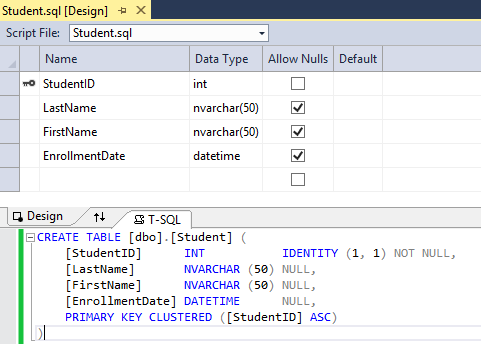 Student.sql [Design]
Script File: Student.sql
Name Data Type Allow Nulls Default
StudentID int
LastName nvarchar(50)
FirstName nvarchar(50)
EnrollmentDate datetime
Design T-SQL
CREATE TABLE [dbo].[Student] (
[StudentID] INT IDENTITY (1, 1) NOT NULL,
[LastName] NVARCHAR (50) NULL,
[FirstName] NVARCHAR (50) NULL,
[EnrollmentDate] DATETIME NULL,
PRIMARY KEY CLUSTERED ([StudentID] ASC)
)